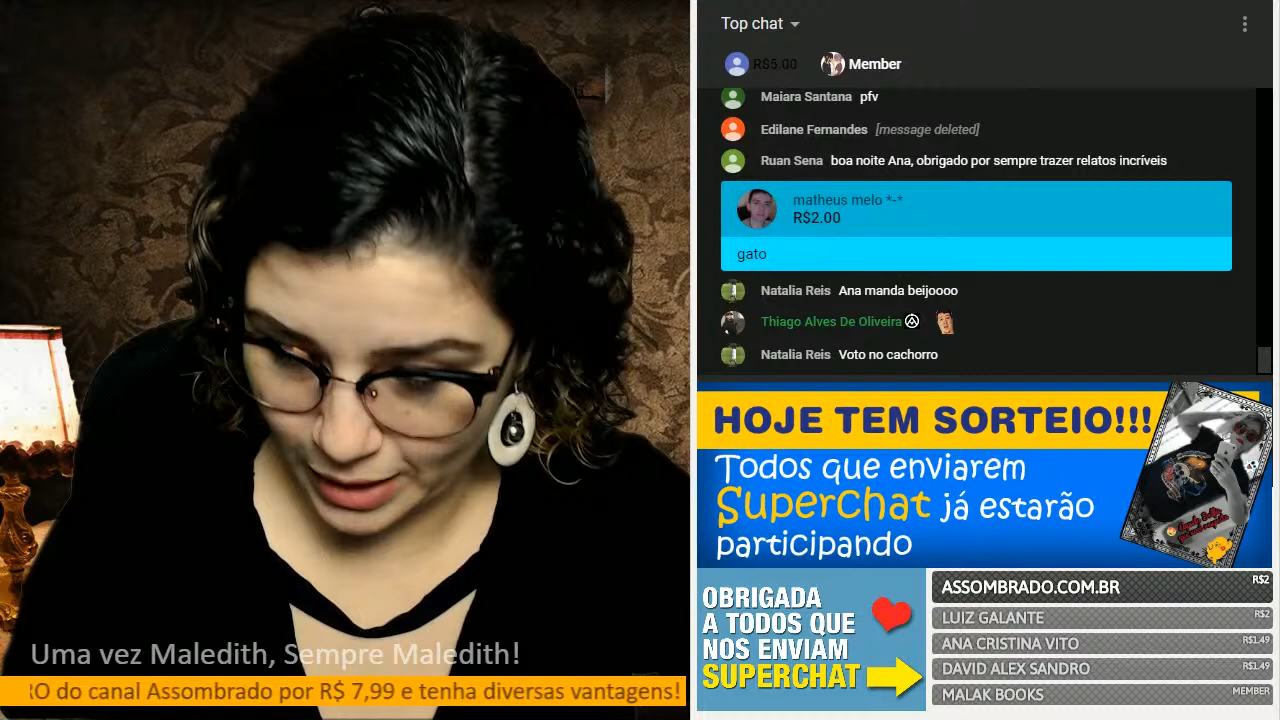 Top chat
R$5.00 Member
Maiara Santana pfv
Edilane Fernandes [message deleted]
Ruan Sena boa noite Ana, obrigado por sempre trazer relatos incríveis
matheus melo *-*
R$2.00
gato
Natalia Reis Ana manda beijoooo
Thiago Alves De Oliveira
Natalia Reis Voto no cachorro
HOJE TEM SORTEIO!!!
Todos que enviarem
Superchat já estarão
participando
OBRIGADA
A TODOS QUE
NOS ENVIAM
SUPERCHAT
ASSOMBRADO.COM.BR R$2
LUIZ GALANTE R$2
ANA CRISTINA VITO R$1.49
DAVID ALEX SANDRO R$1.49
MALAK BOOKS MEMBER
Uma vez Maledith, Sempre Maledith!
RO do canal Assombrado por R$ 7,99 e tenha diversas vantagens!